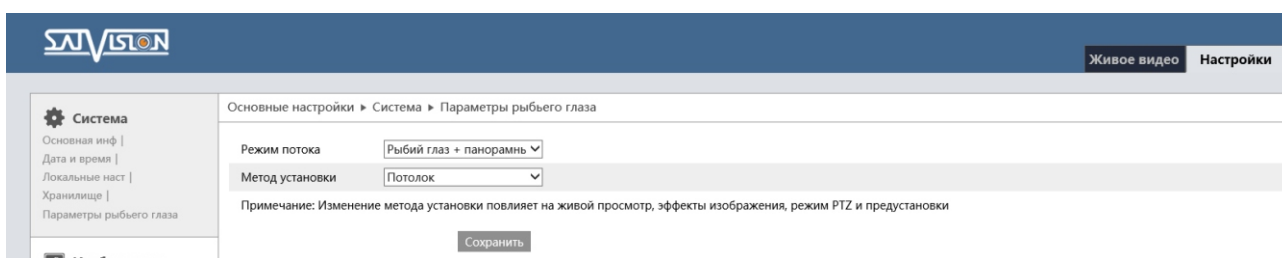 SATVISION
Живое видео
Настройки
Система
Основная инф |
Дата и время |
Локальные наст |
Хранилище |
Параметры рыбьего глаза
Основные настройки ▸ Система ▸ Параметры рыбьего глаза
Режим потока Рыбий глаз + панорамнь
Метод установки Потолок
Примечание: Изменение метода установки повлияет на живой просмотр, эффекты изображения, режим PTZ и предустановки
Сохранить